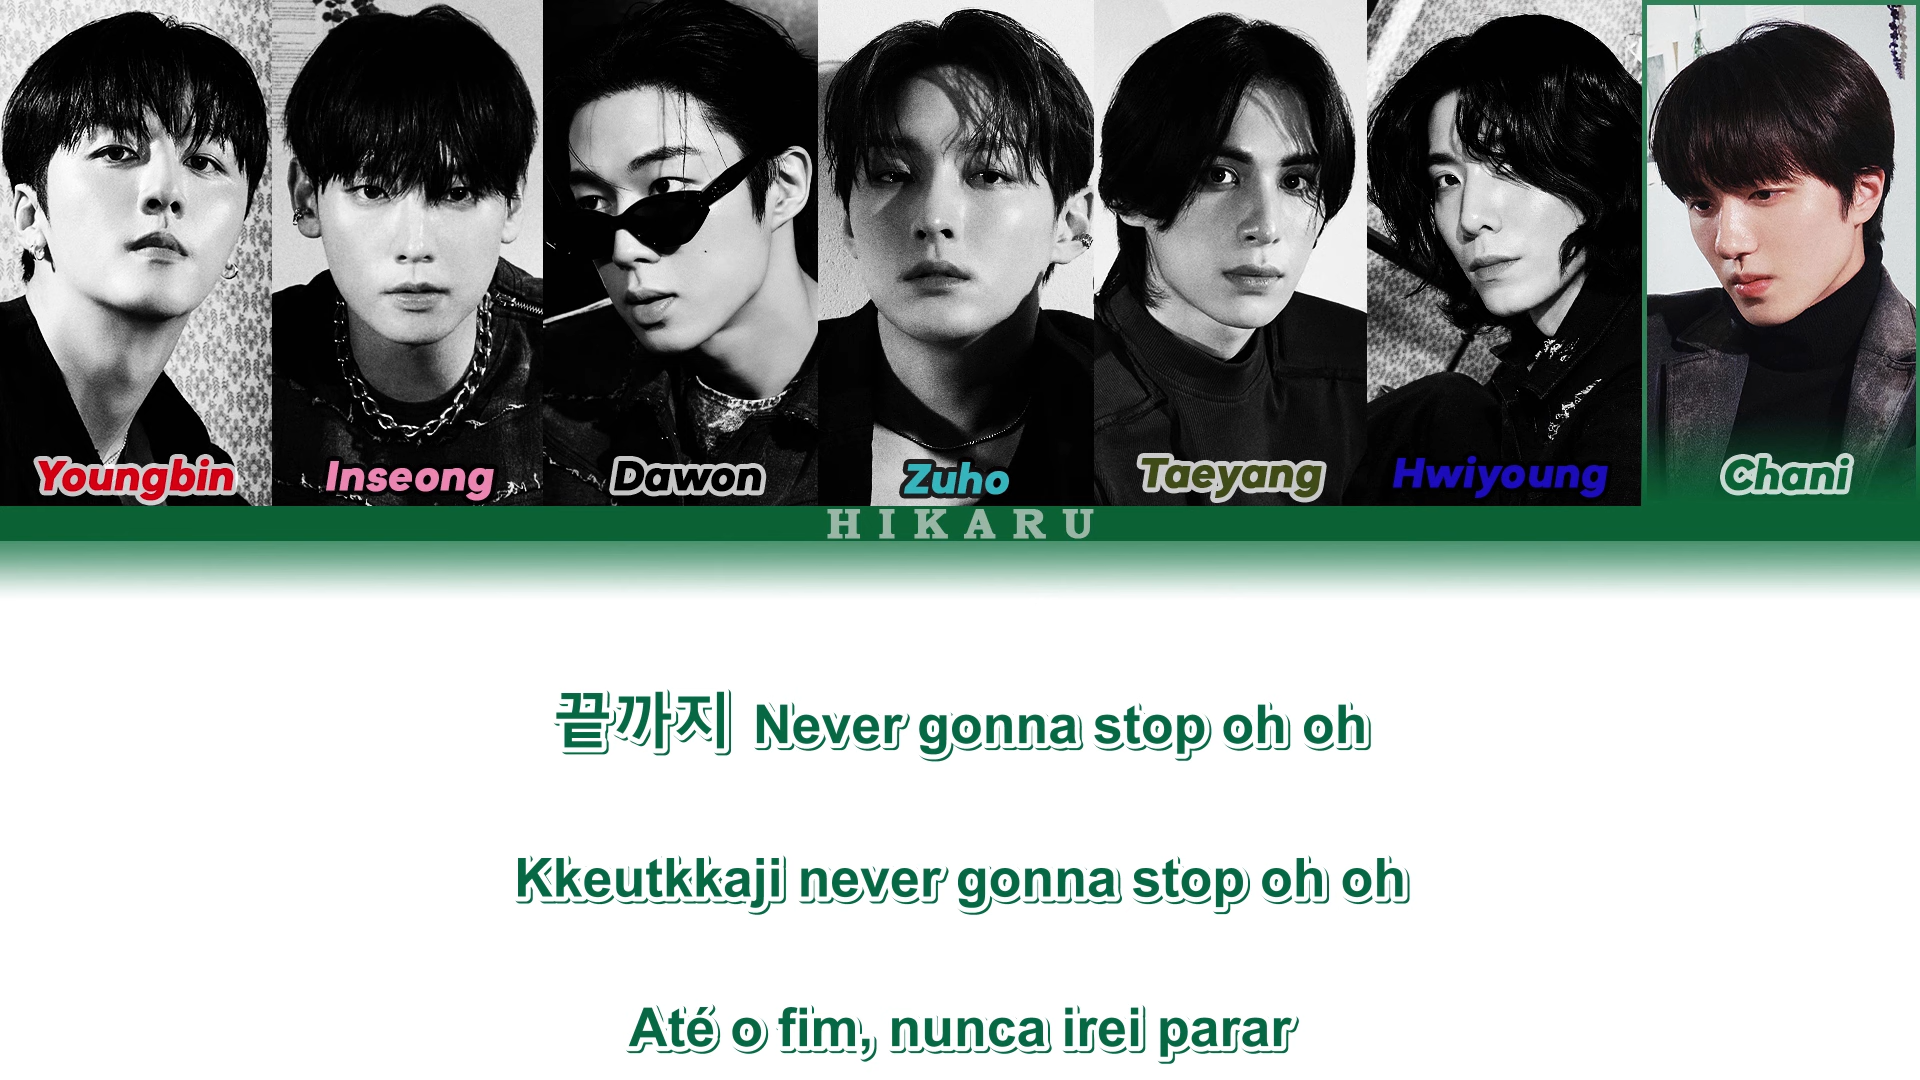 Youngbin Inseong Dawon Zuho Taeyang Hwiyoung Chani
HIKARU
끝까지 Never gonna stop oh oh
Kkeutkkaji never gonna stop oh oh
Até o fim, nunca irei parar